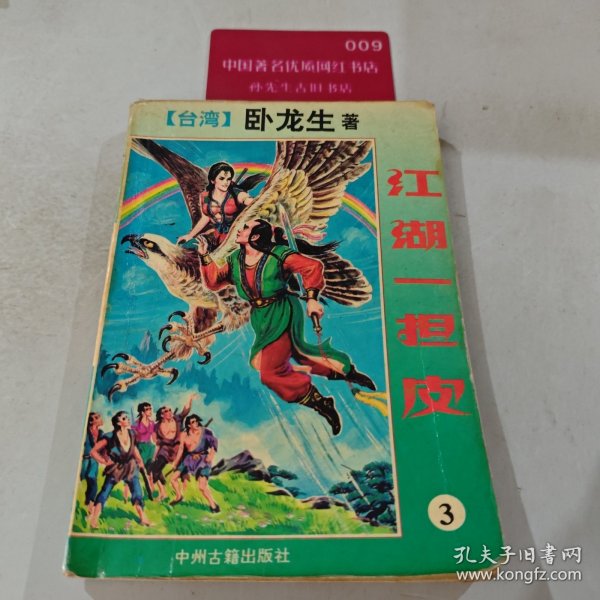 009
中国著名优质网红书店
孙先生古旧书店
【台湾】卧龙生 著
江湖一担皮
3
中州古籍出版社
孔夫子旧书网
www.kongfz.com